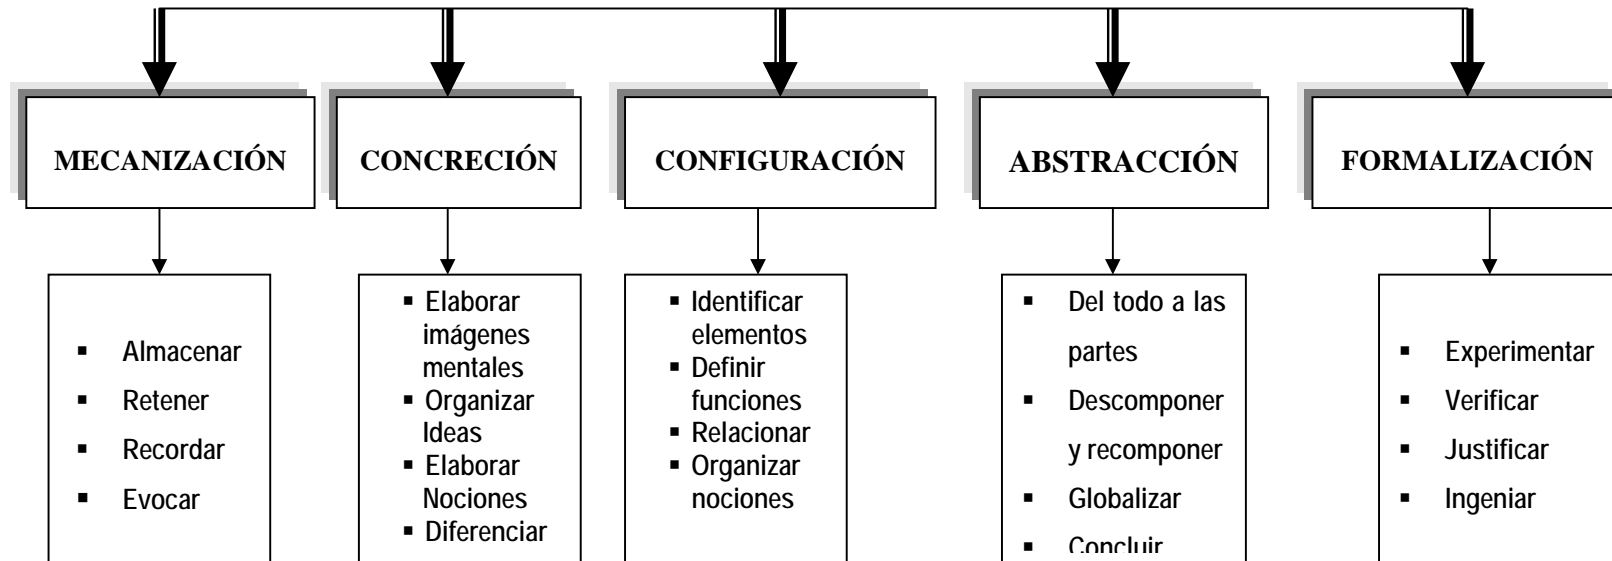 MECANIZACIÓN
CONCRECIÓN
CONFIGURACIÓN
ABSTRACCIÓN
FORMALIZACIÓN
▪ Almacenar
▪ Retener
▪ Recordar
▪ Evocar
▪ Elaborar
imágenes
mentales
▪ Organizar
Ideas
▪ Elaborar
Nociones
▪ Diferenciar
▪ Identificar
elementos
▪ Definir
funciones
▪ Relacionar
▪ Organizar
nociones
▪ Del todo a las
partes
▪ Descomponer
y recomponer
▪ Globalizar
▪ Concluir
▪ Experimentar
▪ Verificar
▪ Justificar
▪ Ingeniar